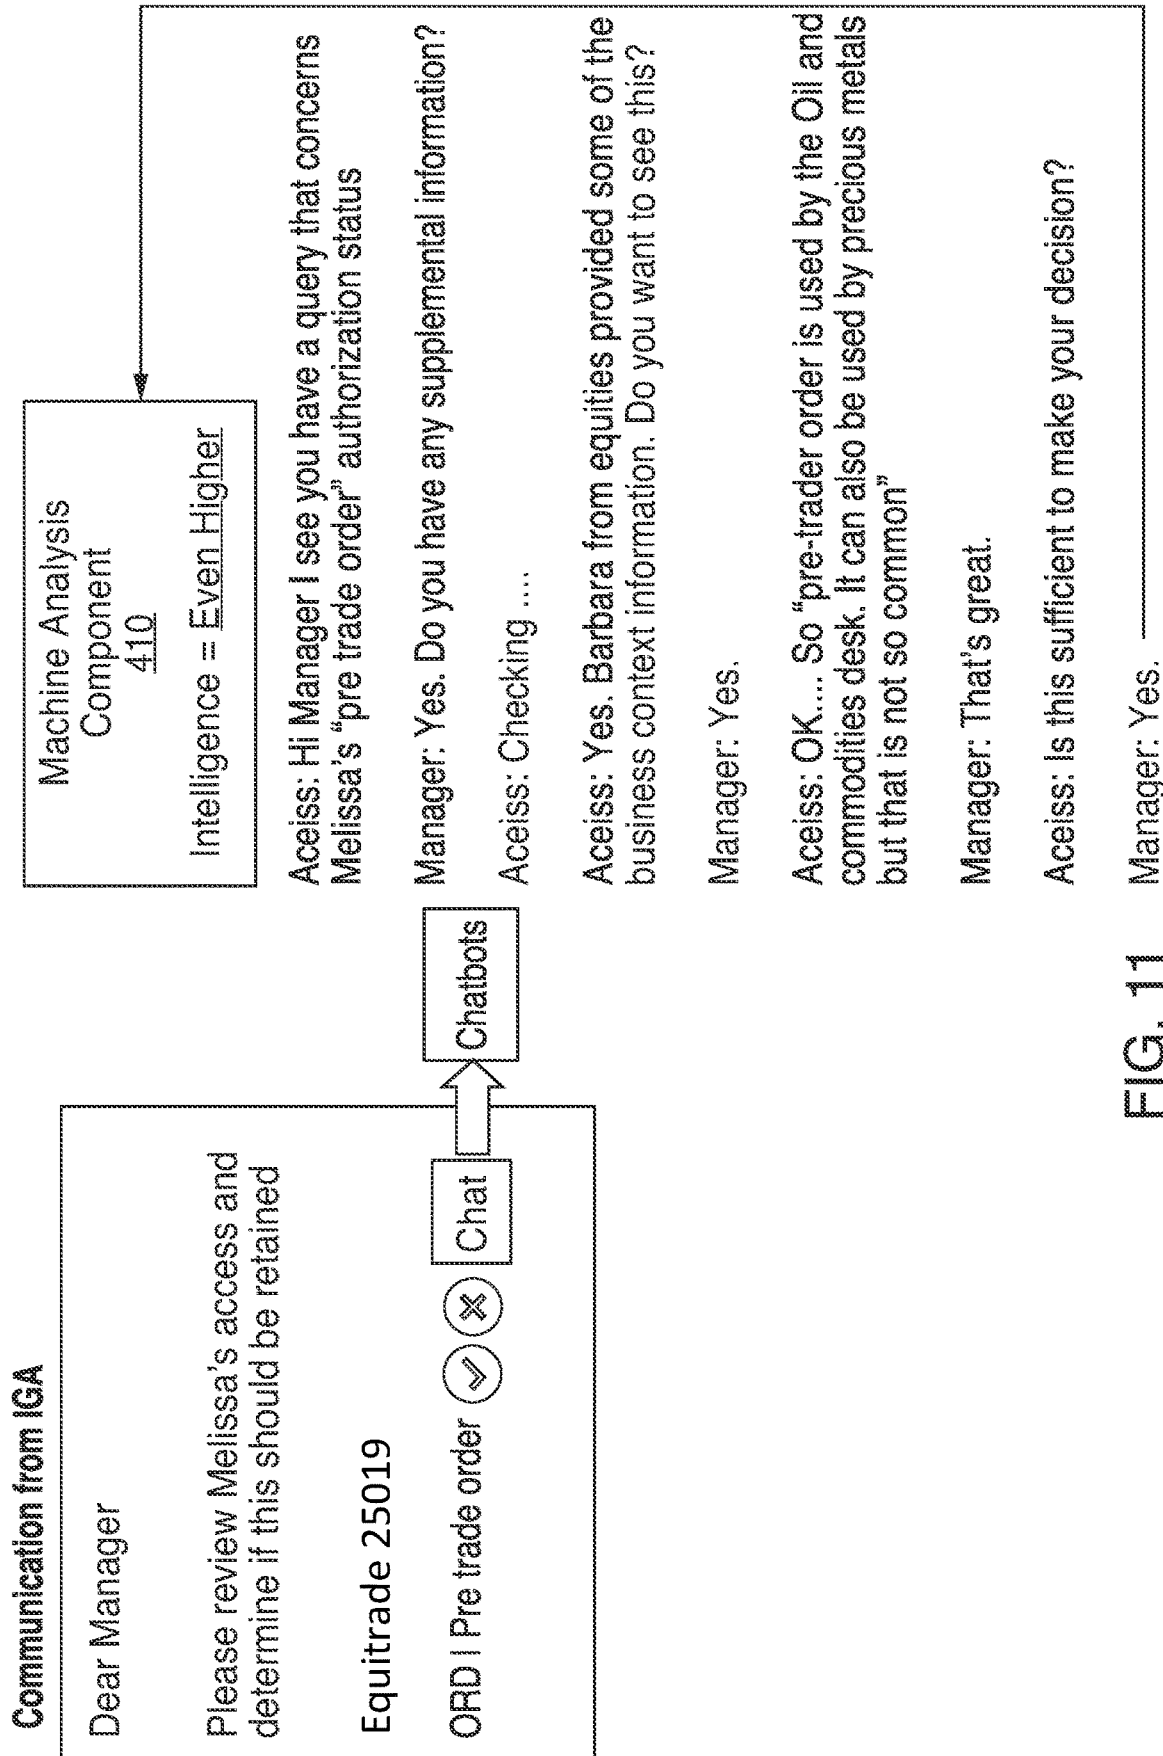 Communication from IGA
Dear Manager
Please review Melissa's access and
determine if this should be retained
Equitrade 25019
ORD I Pre trade order
Chat
Chatbots
Machine Analysis
Component
410
Intelligence = Even Higher
Aceiss: Hi Manager I see you have a query that concerns
Melissa's “pre trade order” authorization status
Manager: Yes. Do you have any supplemental information?
Aceiss: Checking ....
Aceiss: Yes. Barbara from equities provided some of the
business context information. Do you want to see this?
Manager: Yes.
Aceiss: OK.... So “pre-trader order is used by the Oil and
commodities desk. It can also be used by precious metals
but that is not so common”
Manager: That's great.
Aceiss: Is this sufficient to make your decision?
Manager: Yes.
FIG. 11